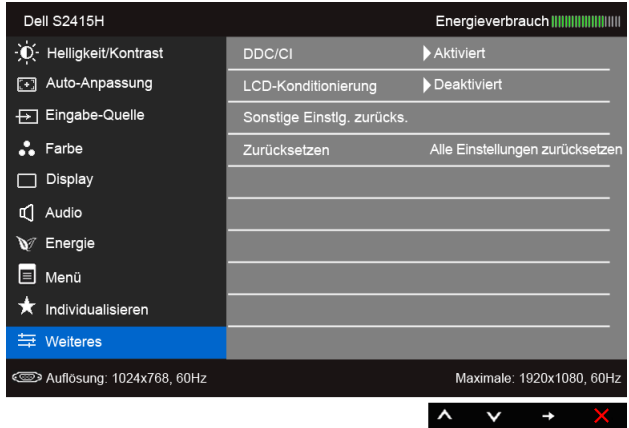 Dell S2415H Energieverbrauch
Helligkeit/Kontrast DDC/CI Aktiviert
Auto-Anpassung LCD-Konditionierung Deaktiviert
Eingabe-Quelle Sonstige Einstlg. zurücks.
Farbe Zurücksetzen Alle Einstellungen zurücksetzen
Display
Audio
Energie
Menü
Individualisieren
Weiteres
Auflösung: 1024x768, 60Hz Maximale: 1920x1080, 60Hz